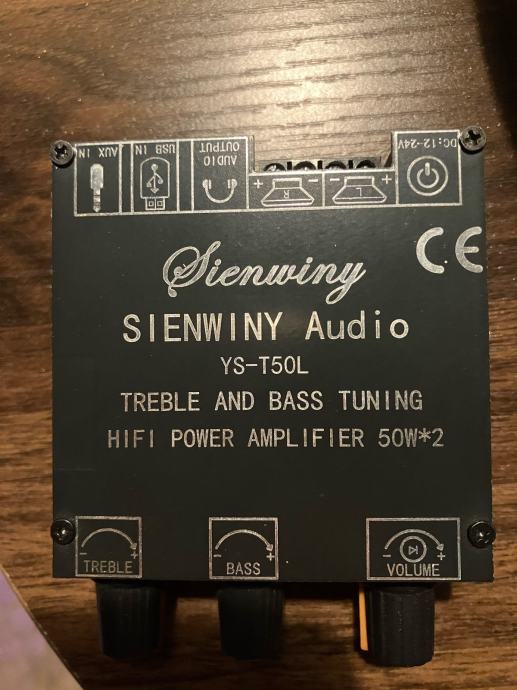 AUX IN
USB IN
AUDIO
OUTPUT
+ R -
+ L -
DC:12-24V
CE
Sienwiny
SIENWINY Audio
YS-T50L
TREBLE AND BASS TUNING
HIFI POWER AMPLIFIER 50W*2
- +
TREBLE
- +
BASS
- +
VOLUME